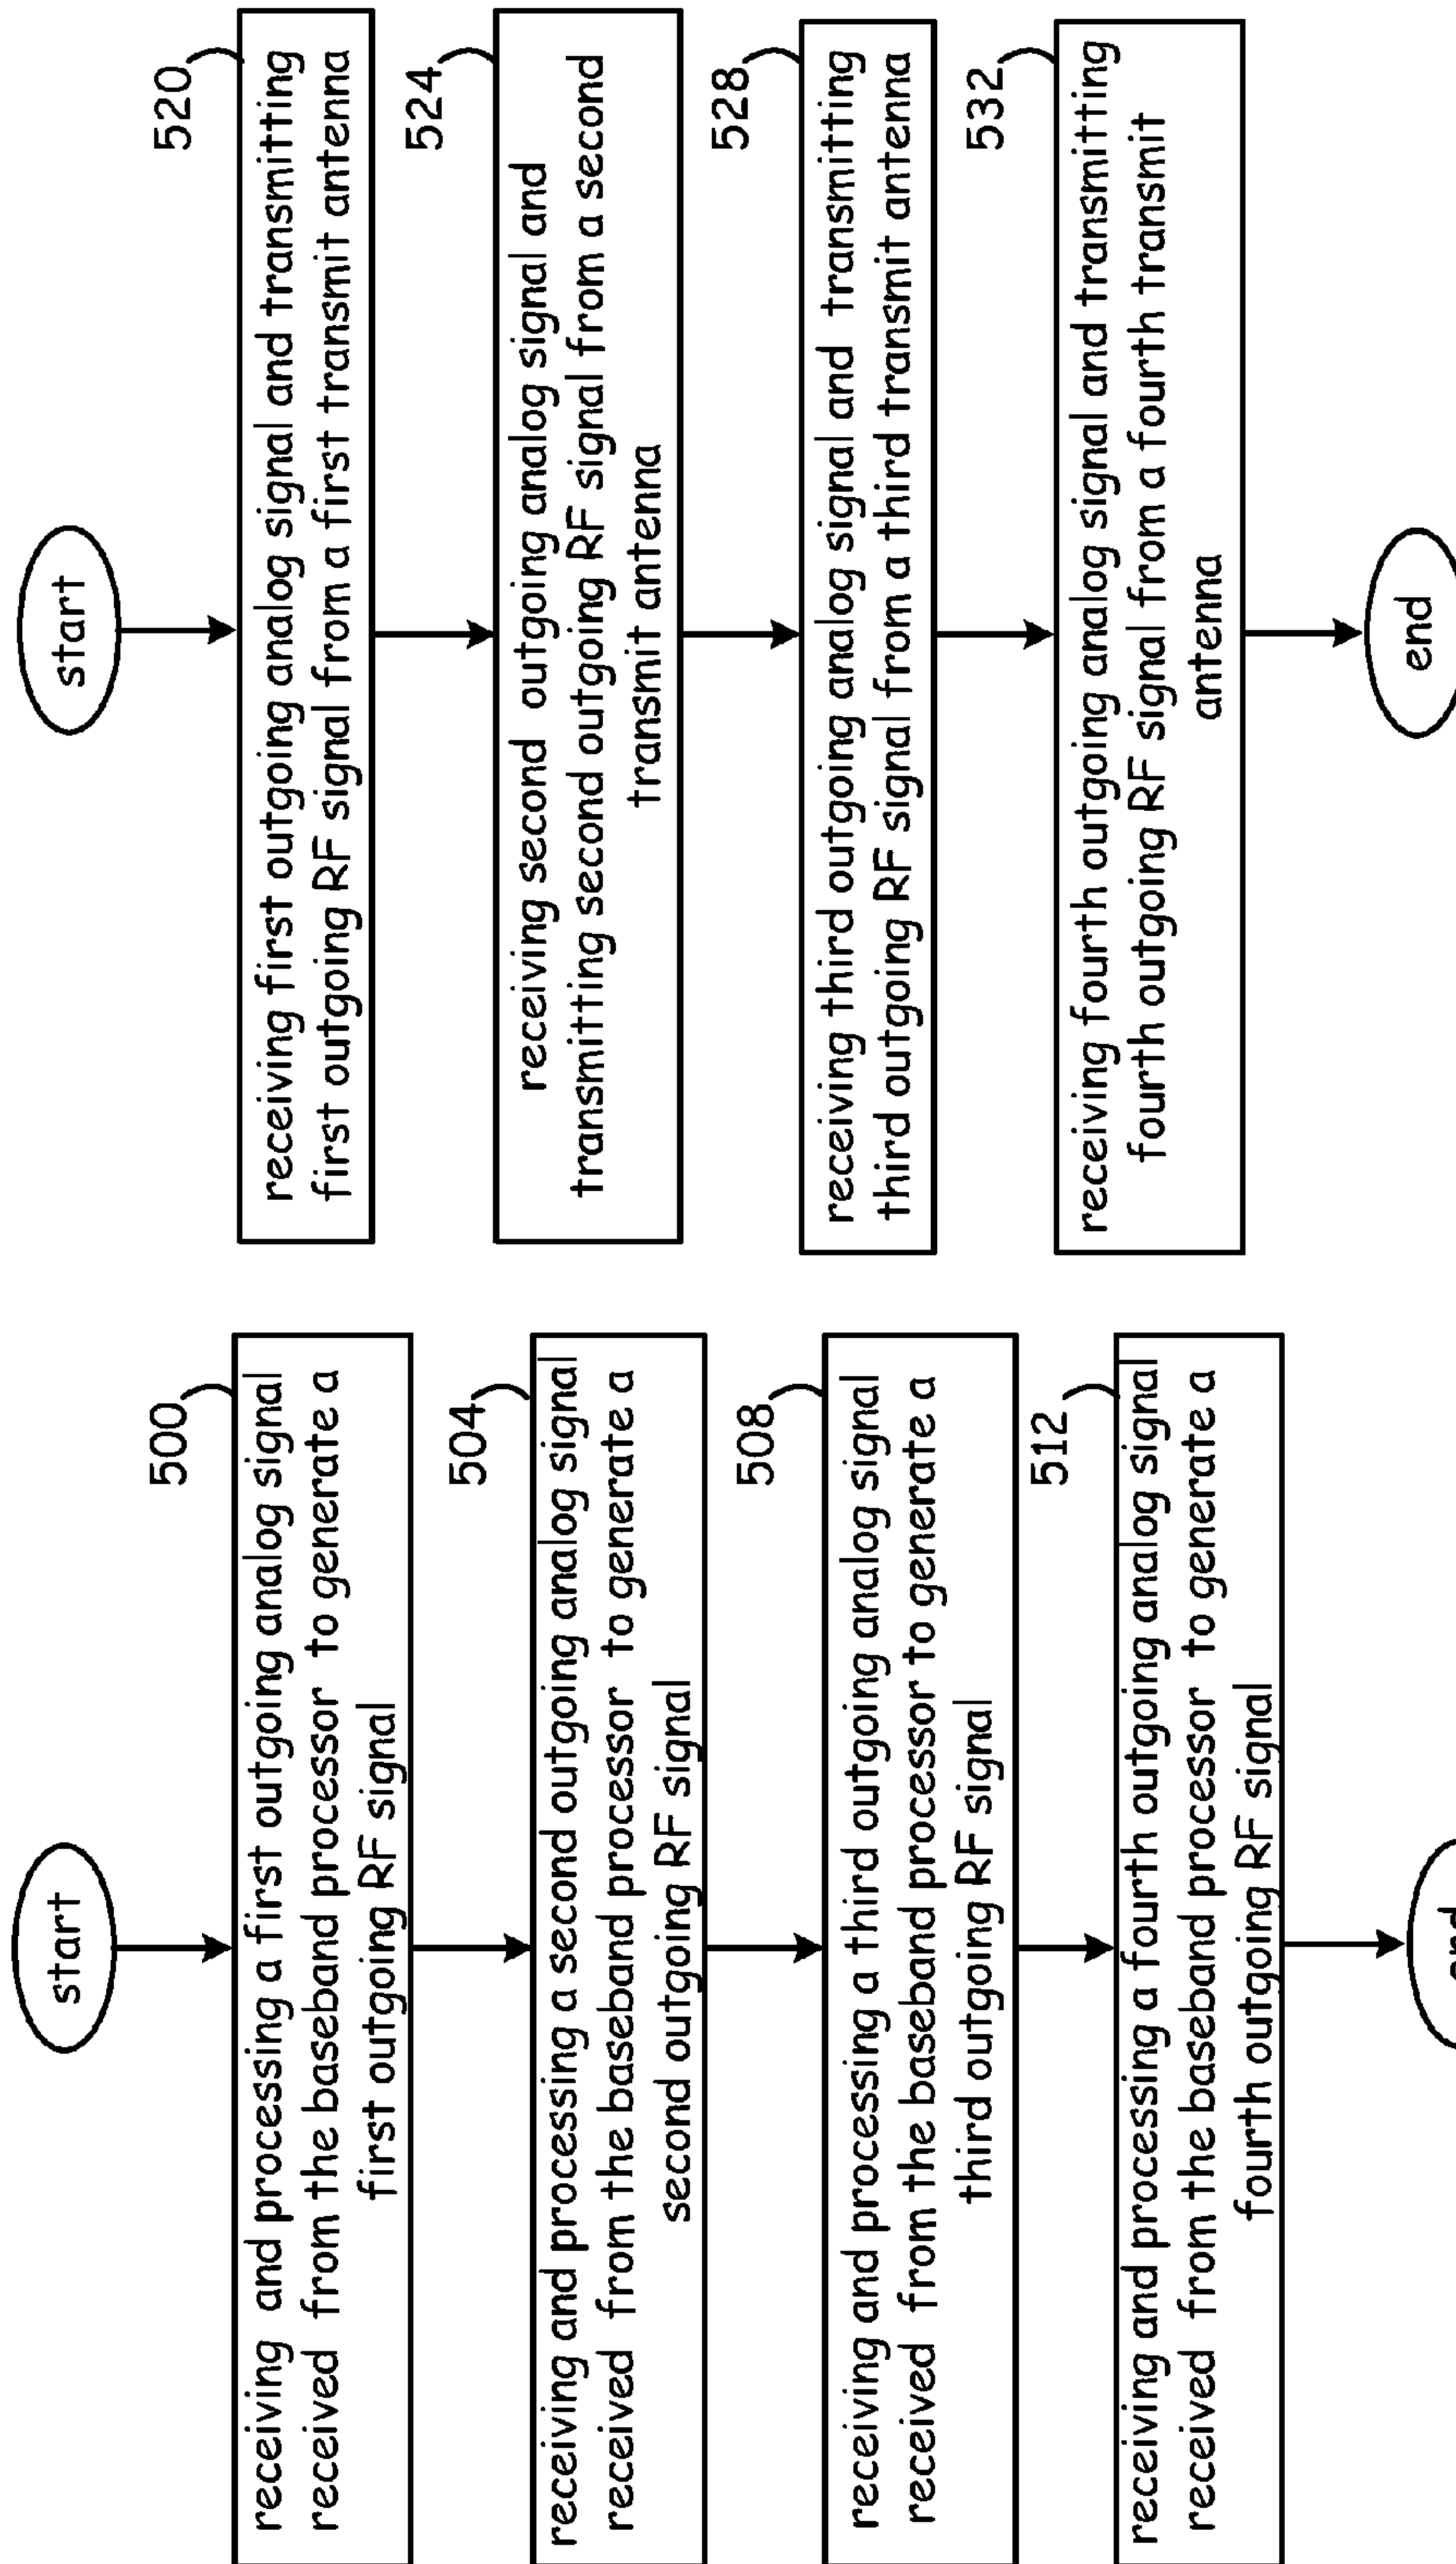 start
500
receiving and processing a first outgoing analog signal
received from the baseband processor to generate a
first outgoing RF signal
504
receiving and processing a second outgoing analog signal
received from the baseband processor to generate a
second outgoing RF signal
508
receiving and processing a third outgoing analog signal
received from the baseband processor to generate a
third outgoing RF signal
512
receiving and processing a fourth outgoing analog signal
received from the baseband processor to generate a
fourth outgoing RF signal
start
520
receiving first outgoing analog signal and transmitting
first outgoing RF signal from a first transmit antenna
524
receiving second outgoing analog signal and
transmitting second outgoing RF signal from a second
transmit antenna
528
receiving third outgoing analog signal and transmitting
third outgoing RF signal from a third transmit antenna
532
receiving fourth outgoing analog signal and transmitting
fourth outgoing RF signal from a fourth transmit
antenna
end